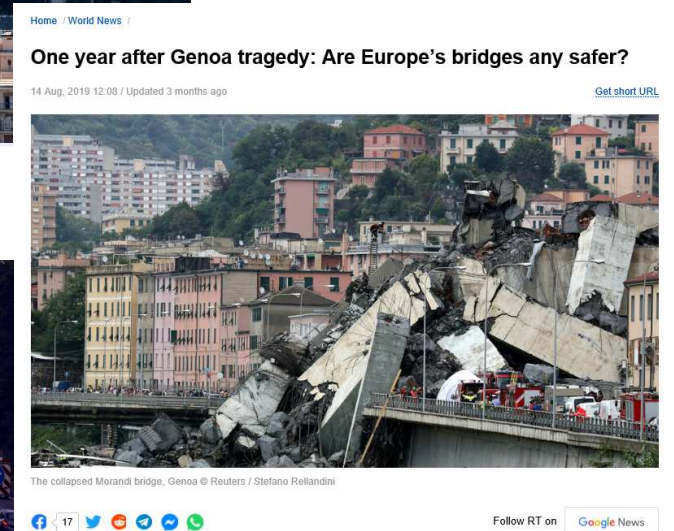 Home / World News /
One year after Genoa tragedy: Are Europe's bridges any safer?
14 Aug, 2019 12:08 / Updated 3 months ago
Get short URL
The collapsed Morandi bridge, Genoa © Reuters / Stefano Rellandini
17
Follow RT on
Google News